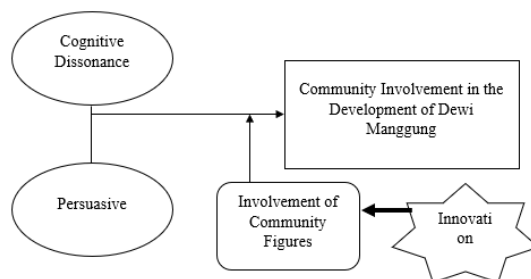 Cognitive
Dissonance
Community Involvement in the
Development of Dewi
Manggung
Persuasive
Involvement of
Community
Figures
Innovati
on